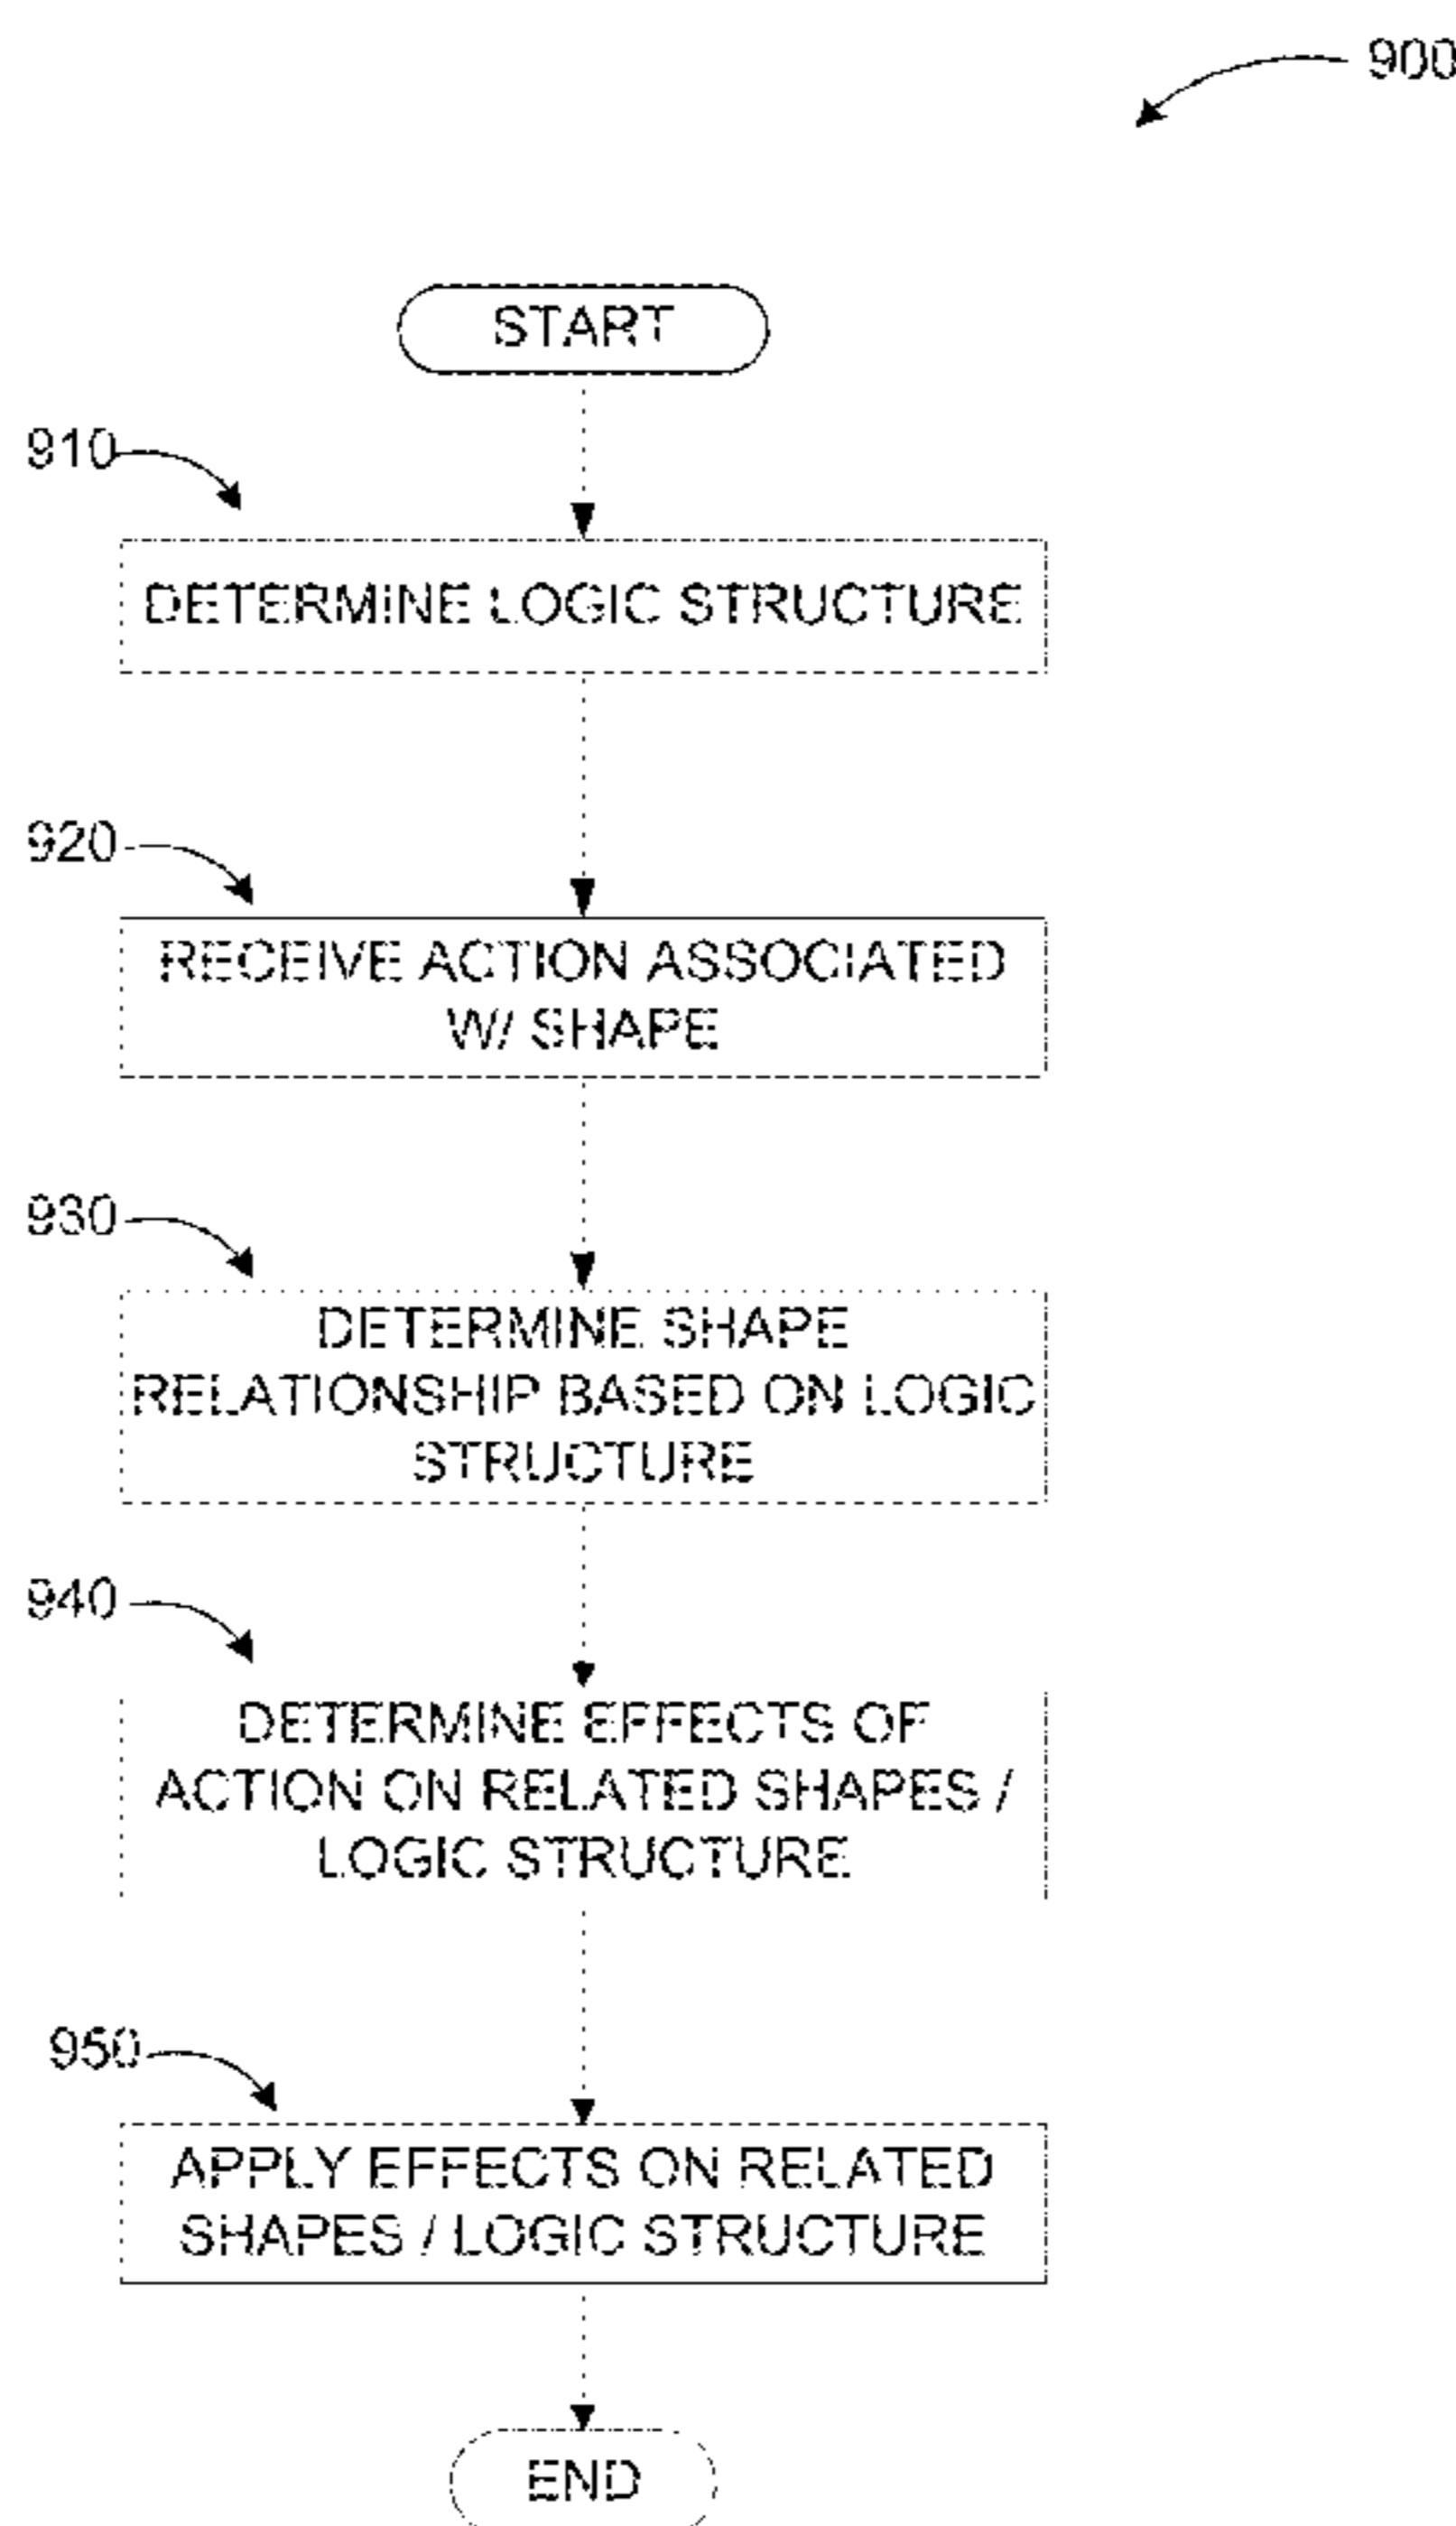 900
START
910
DETERMINE LOGIC STRUCTURE
920
RECEIVE ACTION ASSOCIATED
W/ SHAPE
930
DETERMINE SHAPE
RELATIONSHIP BASED ON LOGIC
STRUCTURE
940
DETERMINE EFFECTS OF
ACTION ON RELATED SHAPES /
LOGIC STRUCTURE
950
APPLY EFFECTS ON RELATED
SHAPES / LOGIC STRUCTURE
END